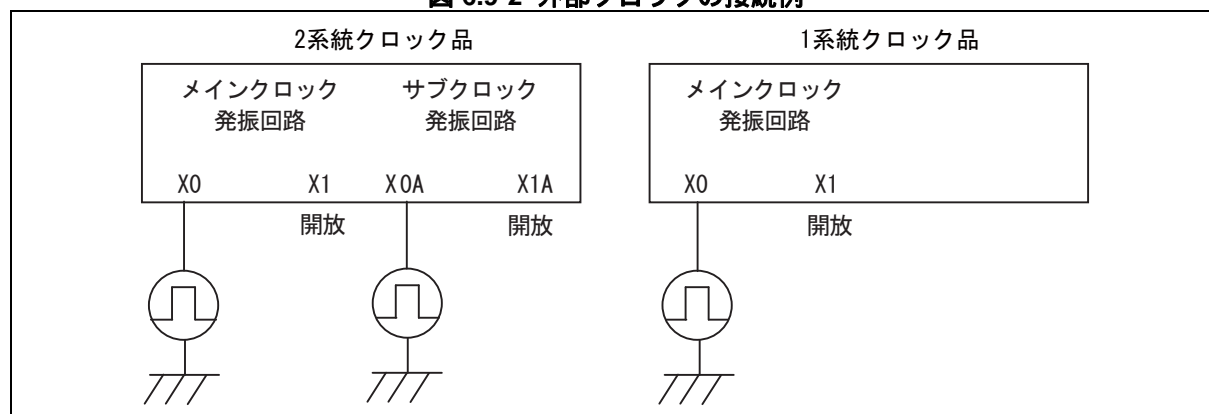 2系統クロック品
1系統クロック品
メインクロック
発振回路
サブクロック
発振回路
メインクロック
発振回路
X0
X1
X0A
X1A
X0
X1
開放
開放
開放